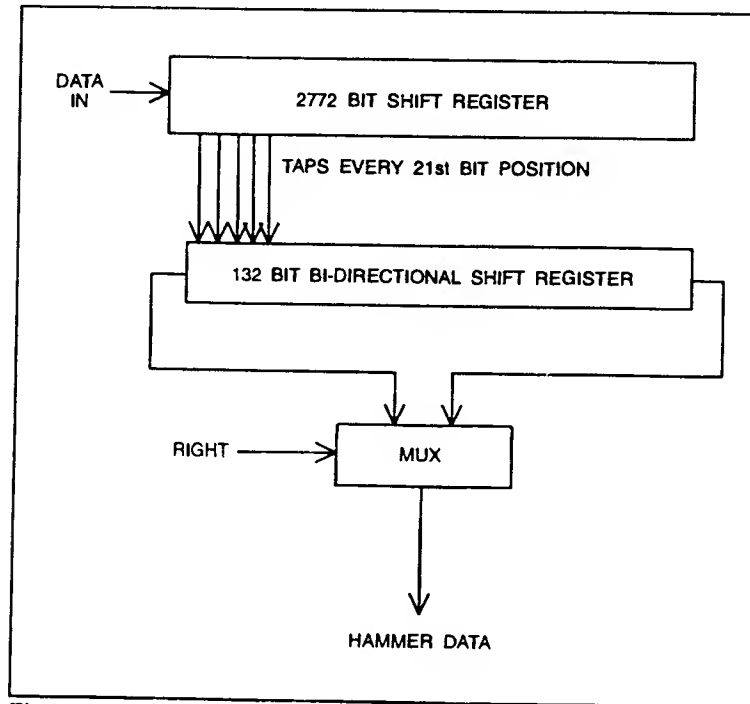 DATA
IN
2772 BIT SHIFT REGISTER
TAPS EVERY 21st BIT POSITION
132 BIT BI-DIRECTIONAL SHIFT REGISTER
RIGHT
MUX
HAMMER DATA